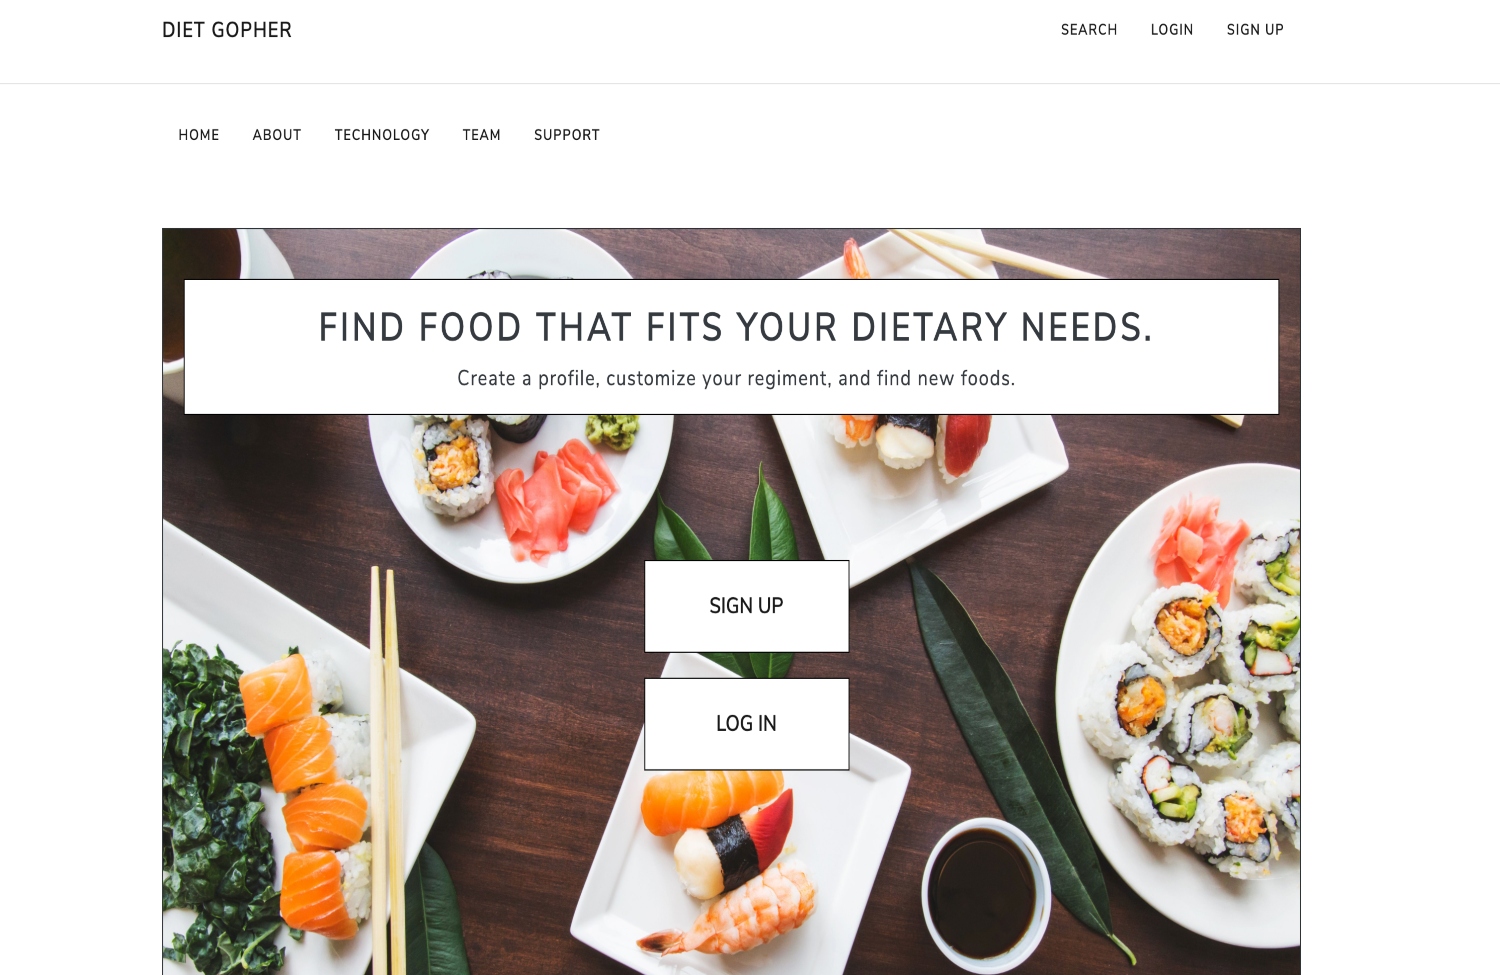 DIET GOPHER
SEARCH LOGIN SIGN UP
HOME ABOUT TECHNOLOGY TEAM SUPPORT
FIND FOOD THAT FITS YOUR DIETARY NEEDS.
Create a profile, customize your regiment, and find new foods.
SIGN UP
LOG IN